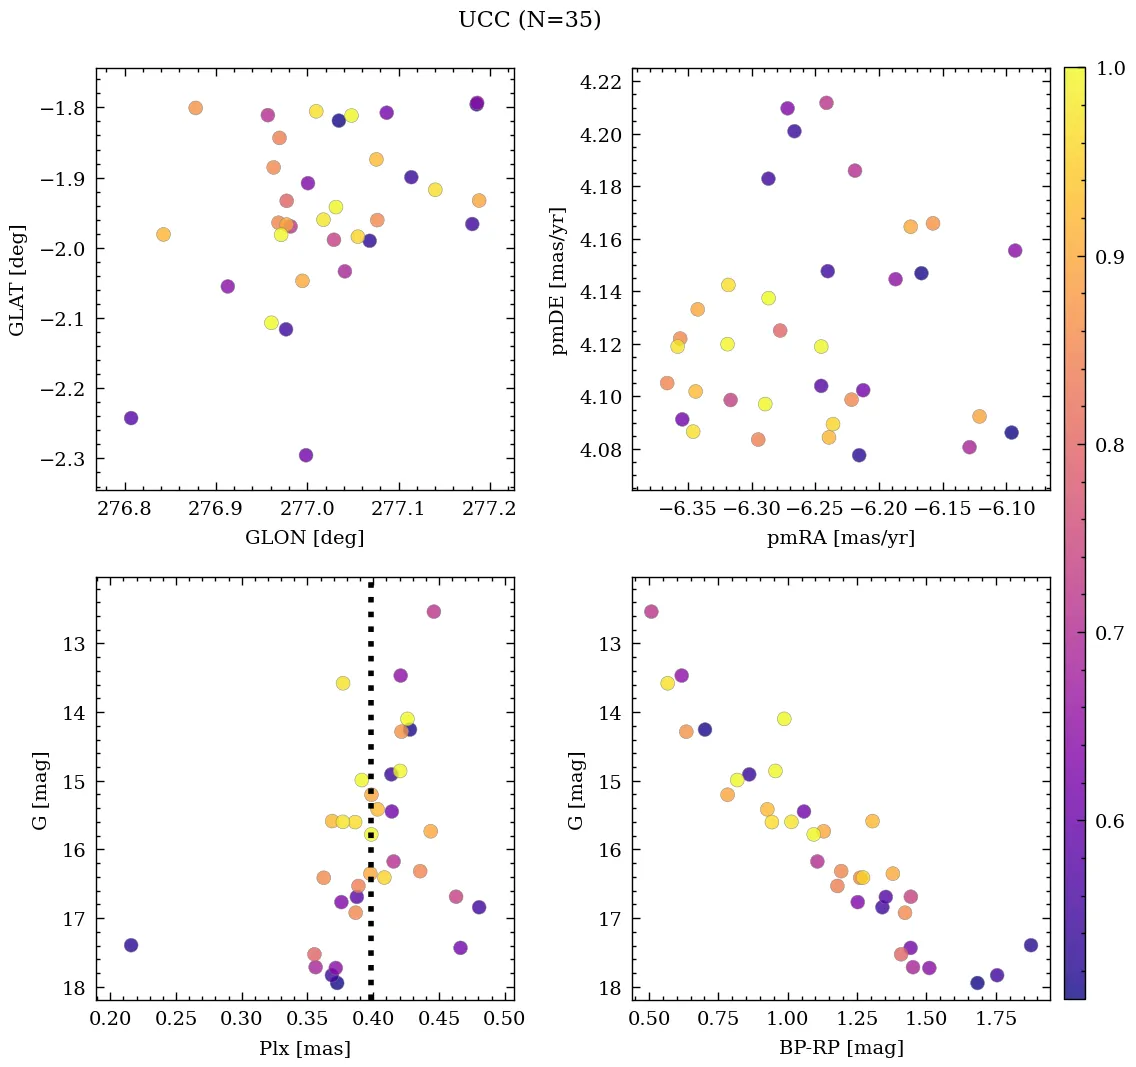 UCC (N=35)
−1.8
−1.9
−2.0
−2.1
−2.2
−2.3
GLAT [deg]
276.8 276.9 277.0 277.1 277.2
GLON [deg]
4.22
4.20
4.18
4.16
4.14
4.12
4.10
4.08
pmDE [mas/yr]
−6.35 −6.30 −6.25 −6.20 −6.15 −6.10
pmRA [mas/yr]
1.0
0.9
0.8
0.7
0.6
13
14
15
16
17
18
G [mag]
0.20 0.25 0.30 0.35 0.40 0.45 0.50
Plx [mas]
13
14
15
16
17
18
G [mag]
0.50 0.75 1.00 1.25 1.50 1.75
BP-RP [mag]